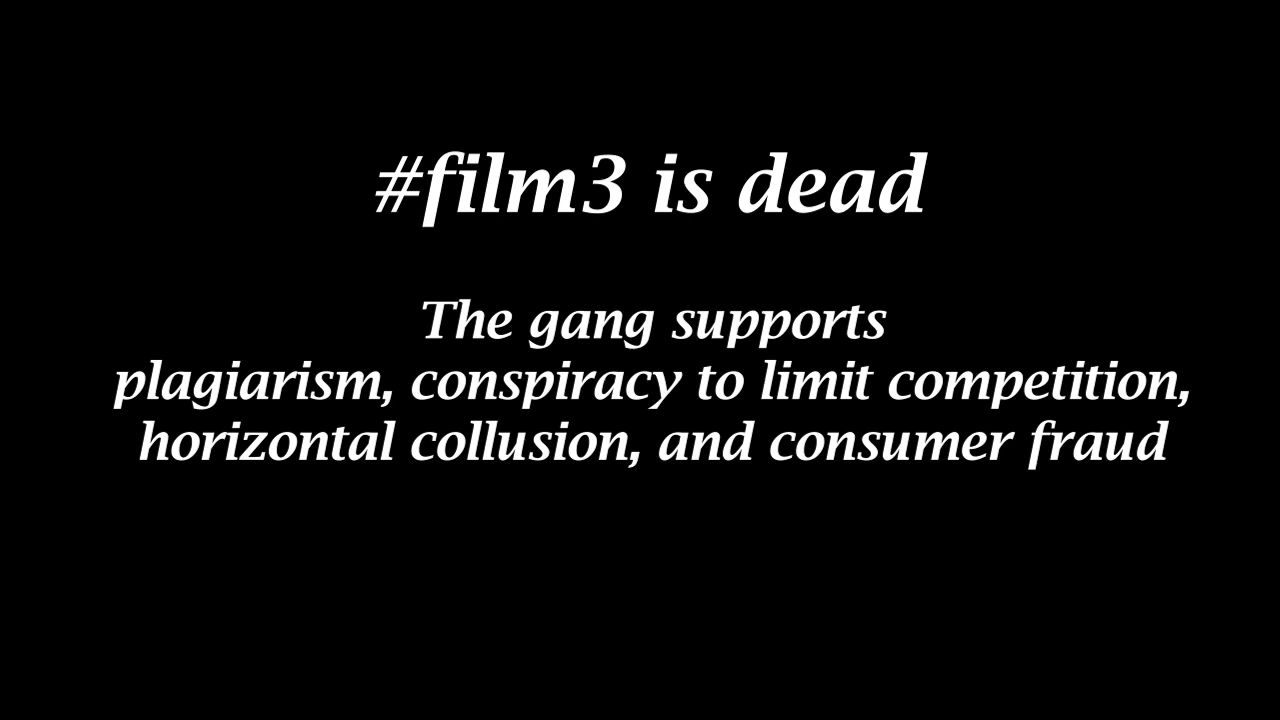 #film3 is dead
The gang supports
plagiarism, conspiracy to limit competition,
horizontal collusion, and consumer fraud